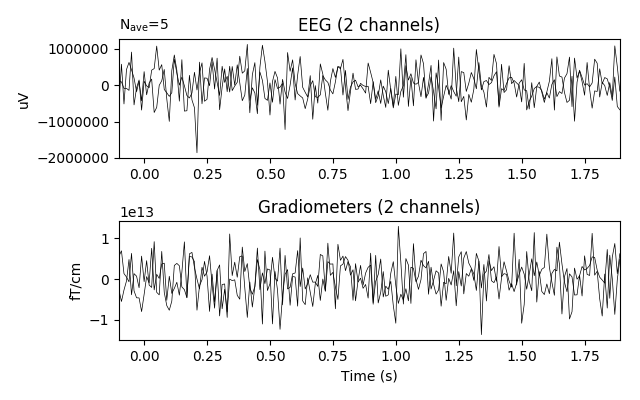 N_ave=5
EEG (2 channels)
1000000
0
−1000000
−2000000
uV
0.00 0.25 0.50 0.75 1.00 1.25 1.50 1.75
1e13
Gradiometers (2 channels)
1
0
−1
fT/cm
0.00 0.25 0.50 0.75 1.00 1.25 1.50 1.75
Time (s)